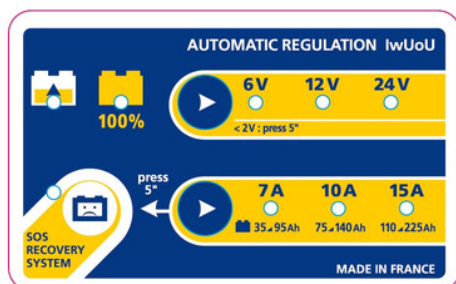 AUTOMATIC REGULATION IwUoU
6V 12V 24V
100%
< 2V : press 5"
press
5"
7A 10A 15A
35⊿95Ah 75⊿140Ah 110⊿225Ah
SOS
RECOVERY
SYSTEM
MADE IN FRANCE